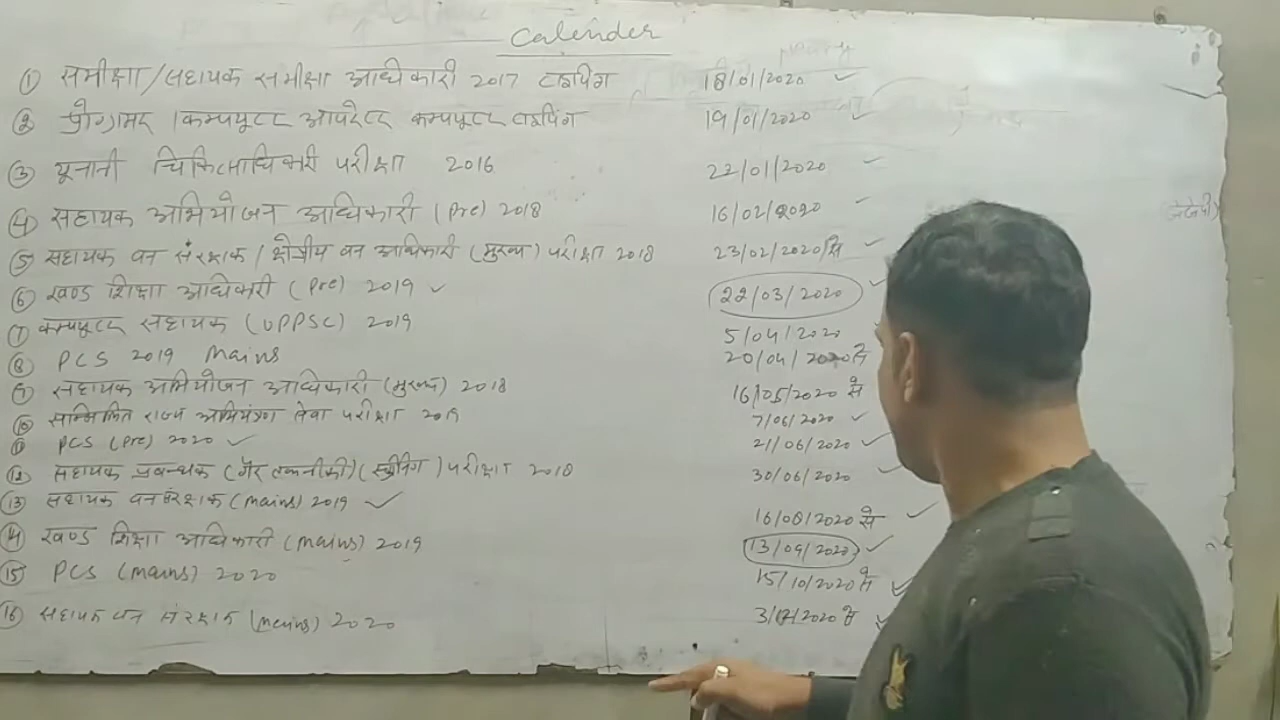 Calender
① समीक्षा/सहायक समीक्षा अधिकारी 2017 टाइपिंग 18/01/2020
② प्रोग्रामर /कम्प्यूटर आपरेटर कम्प्यूटर टाइपिंग 19/01/2020
③ यूनानी चिकित्साधिकारी परीक्षा 2016 22/01/2020
④ सहायक अभियोजन अधिकारी (Pre) 2018 16/02/2020
⑤ सहायक वन संरक्षक / क्षेत्रीय वन अधिकारी (मुख्य) परीक्षा 2018 23/02/2020 से
⑥ खण्ड शिक्षा अधिकारी (Pre) 2019 ✓ 22/03/2020
⑦ कम्प्यूटर सहायक (UPPSC) 2019 5/04/2020
⑧ PCS 2019 Mains 20/04/2020 से
⑨ सहायक अभियोजन अधिकारी (मुख्य) 2018 16/05/2020 से
⑩ सम्मिलित राज्य अभियंत्रण सेवा परीक्षा 2019 7/06/2020
⑪ PCS (Pre) 2020 ✓ 21/06/2020
⑫ सहायक प्रबन्धक (गैर तकनीकी) (स्क्रीनिंग) परीक्षा 2018 30/06/2020
⑬ सहायक वन संरक्षक (Mains) 2019 ✓ 16/08/2020 से
⑭ खण्ड शिक्षा अधिकारी (Mains) 2019 13/09/2020
⑮ PCS (Mains) 2020 15/10/2020 से
⑯ सहायक वन संरक्षक (Mains) 2020 3/12/2020 से